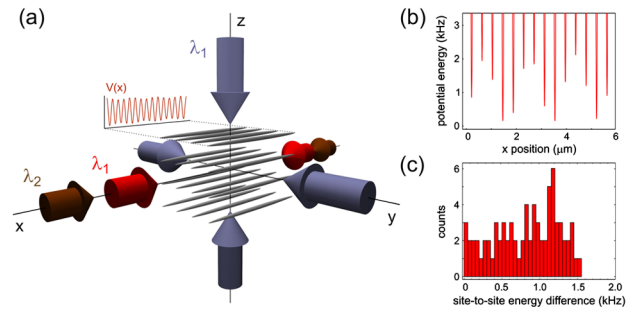 (a)
z
λ1
V(x)
λ2
λ1
x
y
(b)
potential energy (kHz)
3
2
1
0
0 1 2 3 4 5 6
x position (μm)
(c)
counts
6
4
2
0
0 0.5 1.0 1.5 2.0
site-to-site energy difference (kHz)